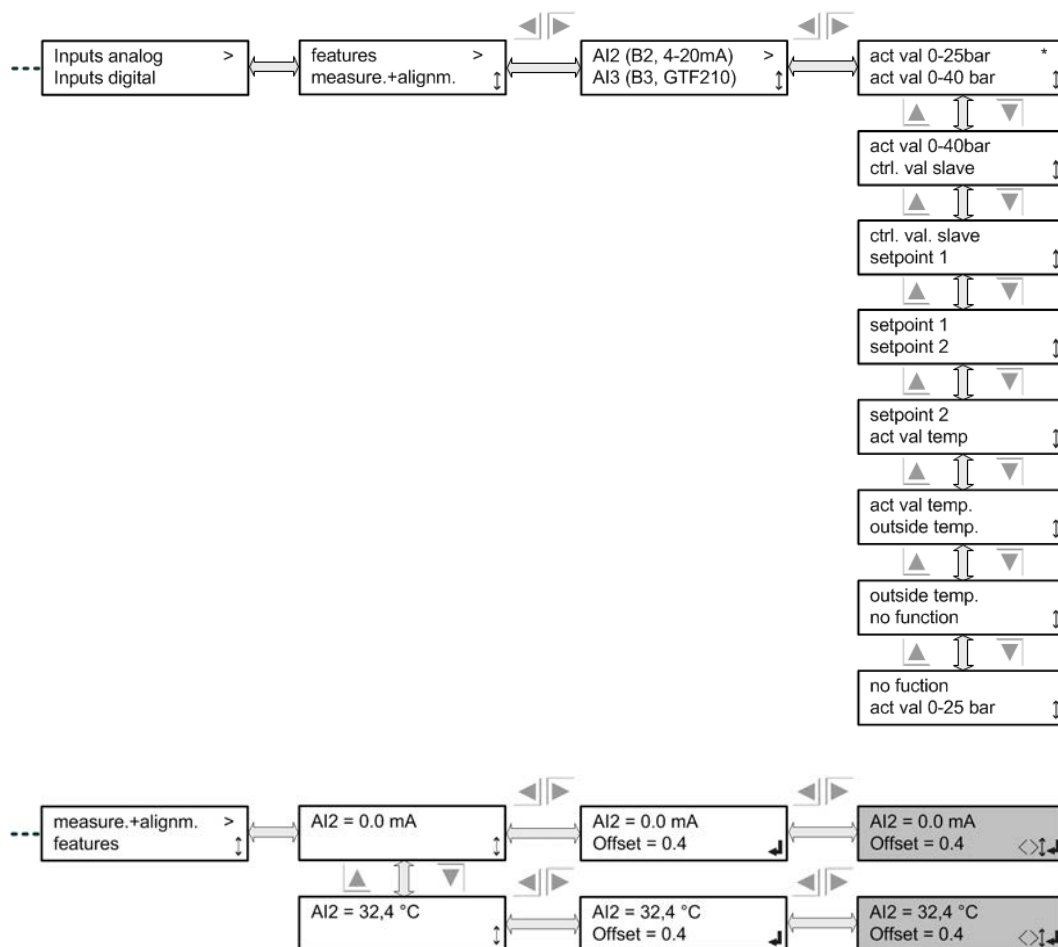 Inputs analog >
Inputs digital
features >
measure.+alignm.
AI2 (B2, 4-20mA) >
AI3 (B3, GTF210)
act val 0-25bar *
act val 0-40 bar
act val 0-40bar
ctrl. val slave
ctrl. val. slave
setpoint 1
setpoint 1
setpoint 2
setpoint 2
act val temp
act val temp.
outside temp.
outside temp.
no function
no fuction
act val 0-25 bar
measure.+alignm. >
features
AI2 = 0.0 mA
AI2 = 0.0 mA
Offset = 0.4
AI2 = 0.0 mA
Offset = 0.4 <>
AI2 = 32,4 °C
AI2 = 32,4 °C
Offset = 0.4
AI2 = 32,4 °C
Offset = 0.4 <>